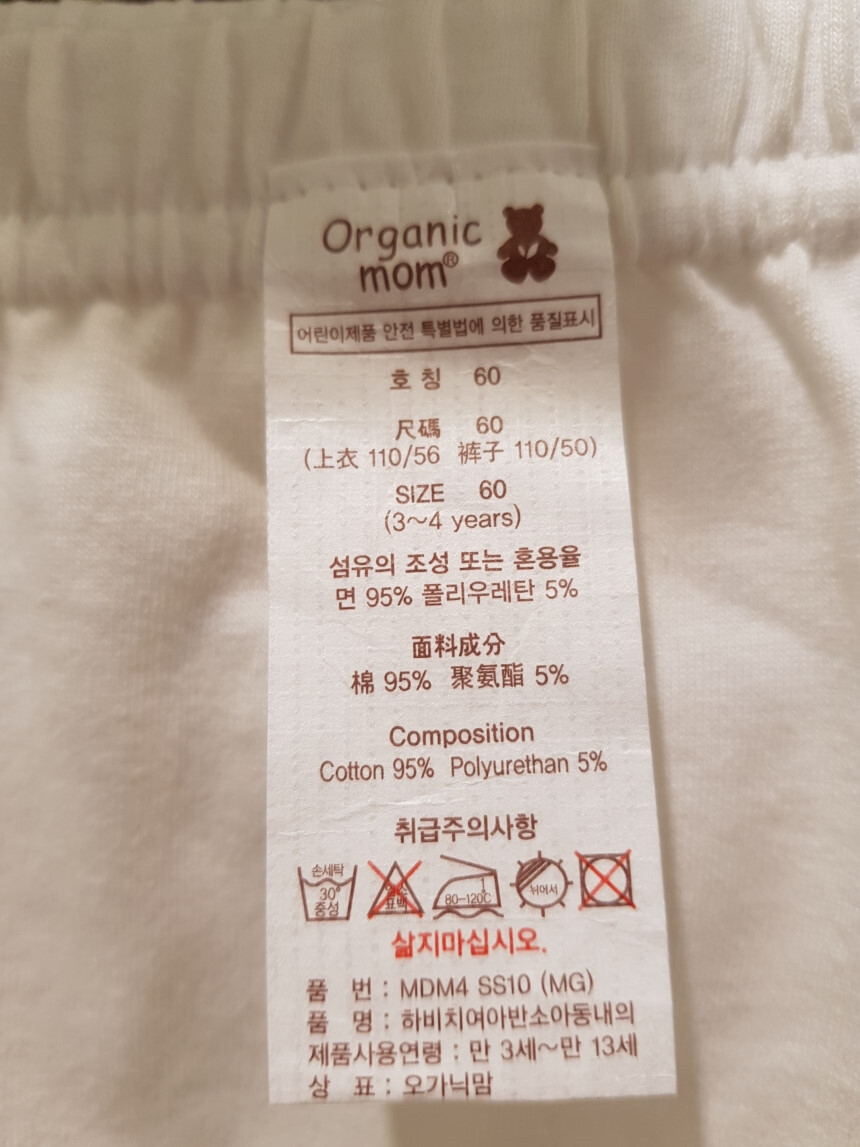 Organic
mom®
어린이제품 안전 특별법에 의한 품질표시
호 칭 60
尺碼 60
(上衣 110/56 裤子 110/50)
SIZE 60
(3~4 years)
섬유의 조성 또는 혼용율
면 95% 폴리우레탄 5%
面料成分
棉 95% 聚氨酯 5%
Composition
Cotton 95% Polyurethan 5%
취급주의사항
손세탁
30°
중성
표백
1
80-120℃
뉘어서
삶지마십시오.
품 번 : MDM4 SS10 (MG)
품 명 : 하비치여아반소아동내의
제품사용연령 : 만 3세~만 13세
상 표 : 오가닉맘